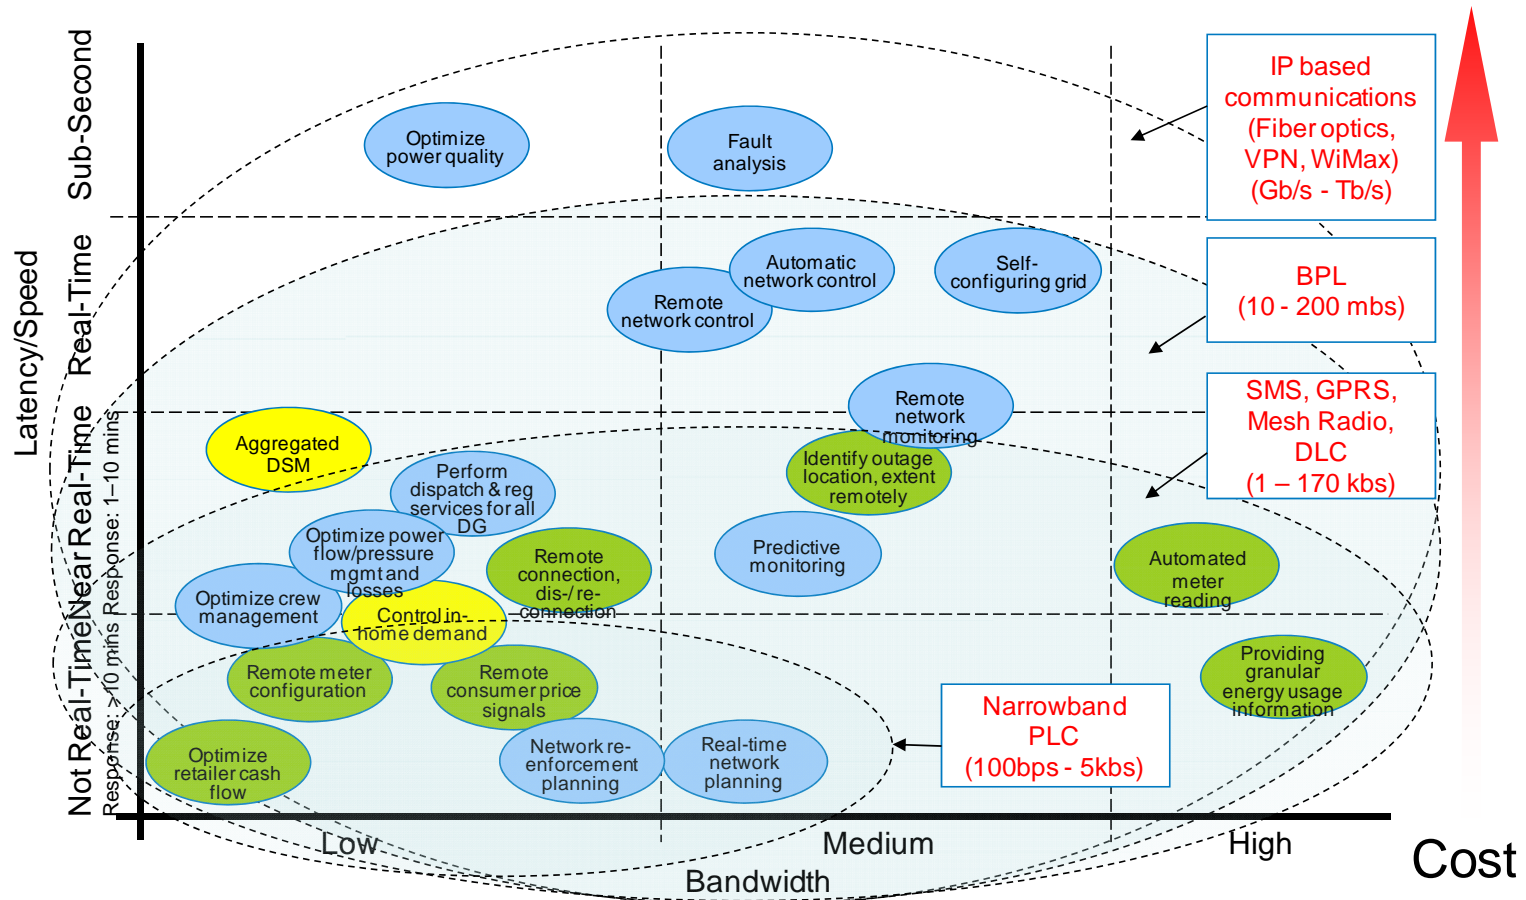 Latency/Speed
Sub-Second
Real-Time
Near Real-Time
Response: 1–10 mins
Not Real-Time
Response: >10 mins
Optimize
power quality
Fault
analysis
IP based
communications
(Fiber optics,
VPN, WiMax)
(Gb/s - Tb/s)
Automatic
network control
Self-
configuring grid
Remote
network control
BPL
(10 - 200 mbs)
SMS, GPRS,
Mesh Radio,
DLC
(1 – 170 kbs)
Remote
network
monitoring
Aggregated
DSM
Perform
dispatch & reg
services for all
DG
Identify outage
location, extent
remotely
Optimize power
flow/pressure
mgmt and
losses
Remote
connection,
dis-/ re-
connection
Predictive
monitoring
Automated
meter
reading
Optimize crew
management
Control in-
home demand
Remote meter
configuration
Remote
consumer price
signals
Providing
granular
energy usage
information
Narrowband
PLC
(100bps - 5kbs)
Optimize
retailer cash
flow
Network re-
enforcement
planning
Real-time
network
planning
Low
Medium
High
Bandwidth
Cost